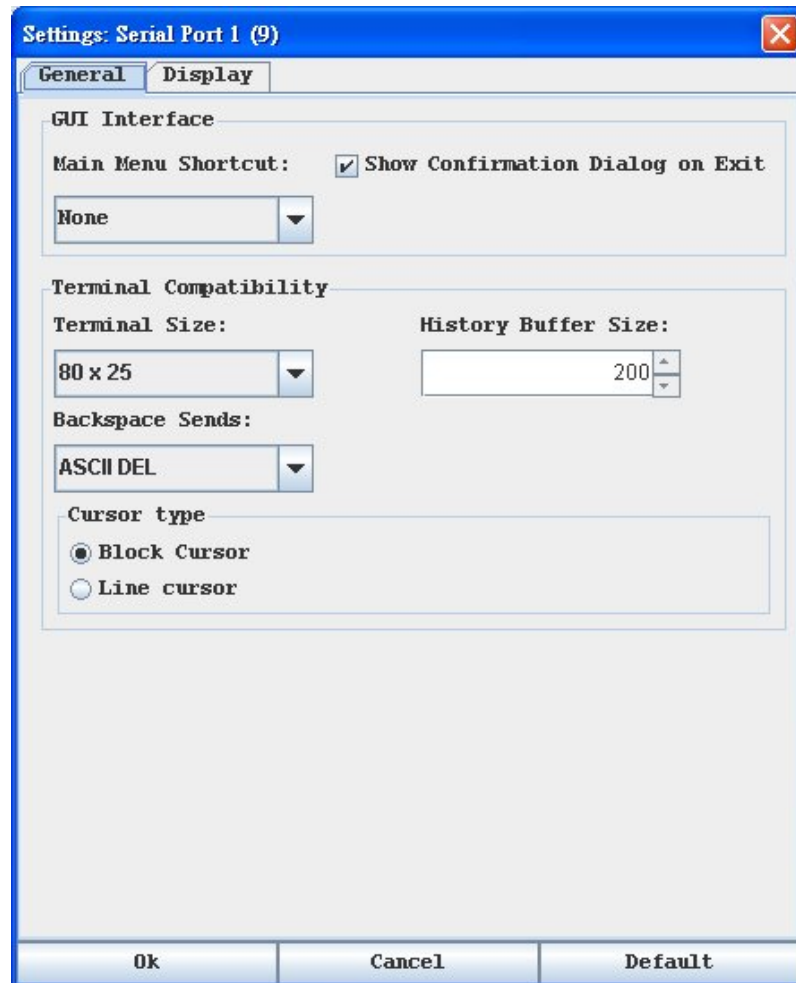 Settings: Serial Port 1 (9)
General Display
GUI Interface
Main Menu Shortcut: Show Confirmation Dialog on Exit
None
Terminal Compatibility
Terminal Size: History Buffer Size:
80 x 25 200
Backspace Sends:
ASCII DEL
Cursor type
Block Cursor
Line cursor
Ok Cancel Default